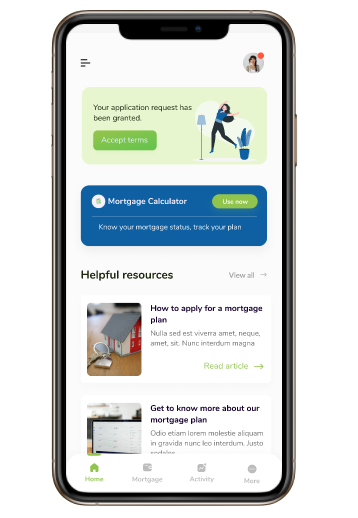 Your application request has
been granted.
Accept terms
Mortgage Calculator
Use now
Know your mortgage status, track your plan
Helpful resources
View all
How to apply for a mortgage
plan
Nulla sed est viverra amet, neque,
amet, sit. Nunc interdum magna
Read article
Get to know more about our
mortgage plan
Odio etiam lorem molestie aliquam
in gravida nunc leo interdum. Justo
sodales
Home
Mortgage
Activity
More